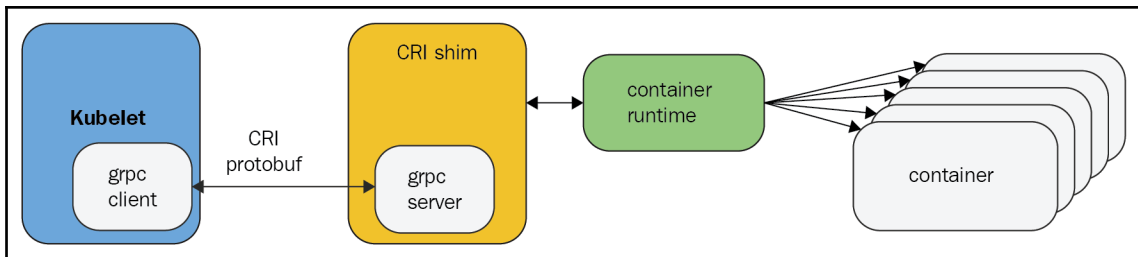 Kubelet
grpc
client
CRI
protobuf
CRI shim
grpc
server
container
runtime
container